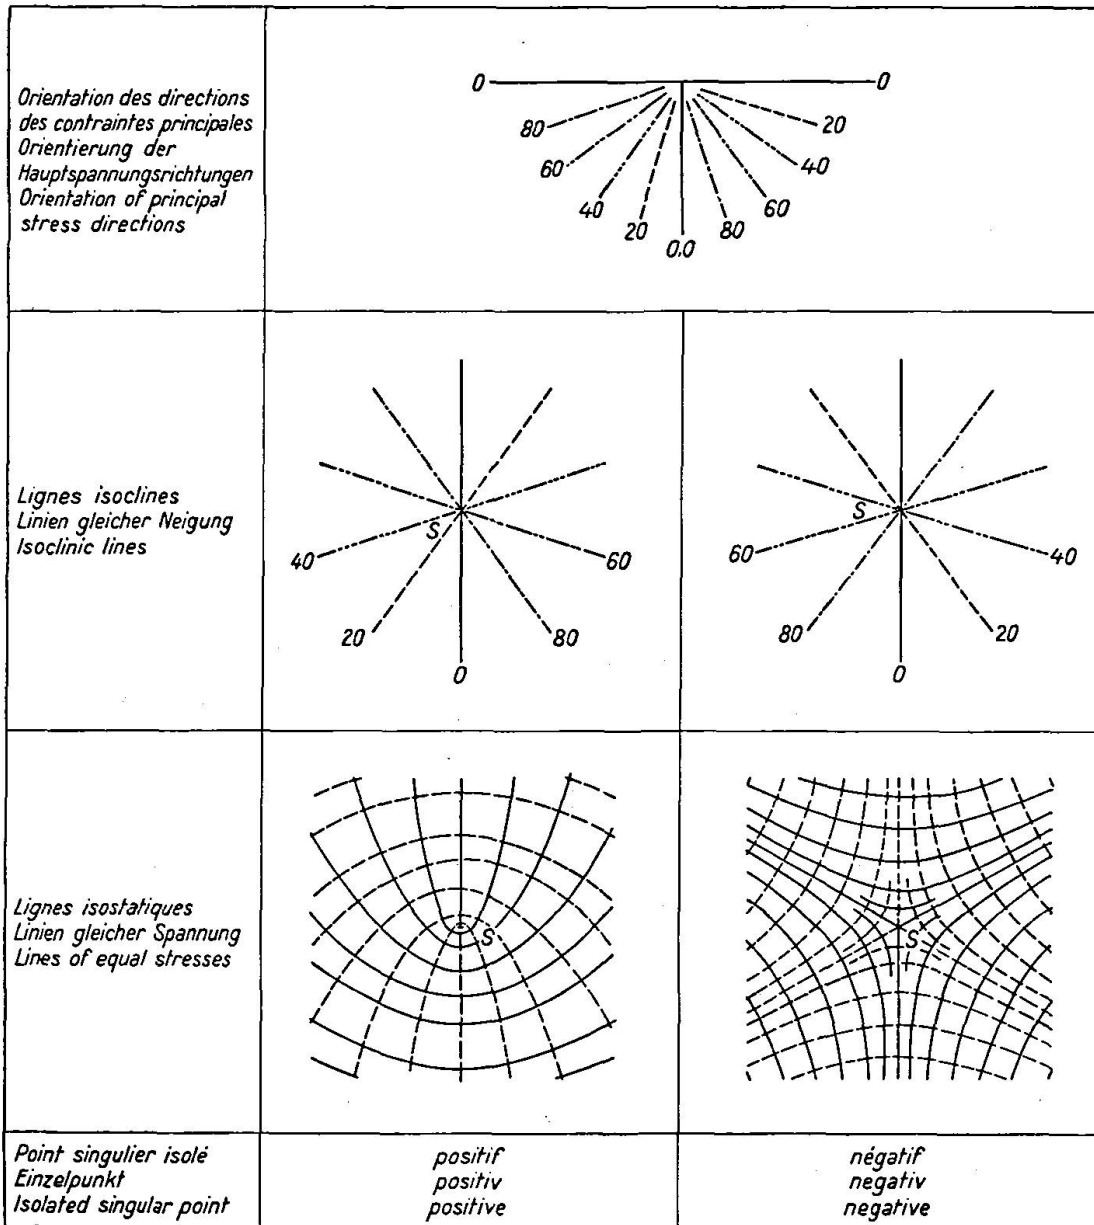 Orientation des directions
des contraintes principales
Orientierung der
Hauptspannungsrichtungen
Orientation of principal
stress directions
0
0
80
20
60
40
40
60
20
80
0.0
Lignes isoclines
Linien gleicher Neigung
Isoclinic lines
S
40
60
20
80
0
S
60
40
80
20
0
Lignes isostatiques
Linien gleicher Spannung
Lines of equal stresses
S
S
Point singulier isolé
Einzelpunkt
Isolated singular point
positif
positiv
positive
négatif
negativ
negative